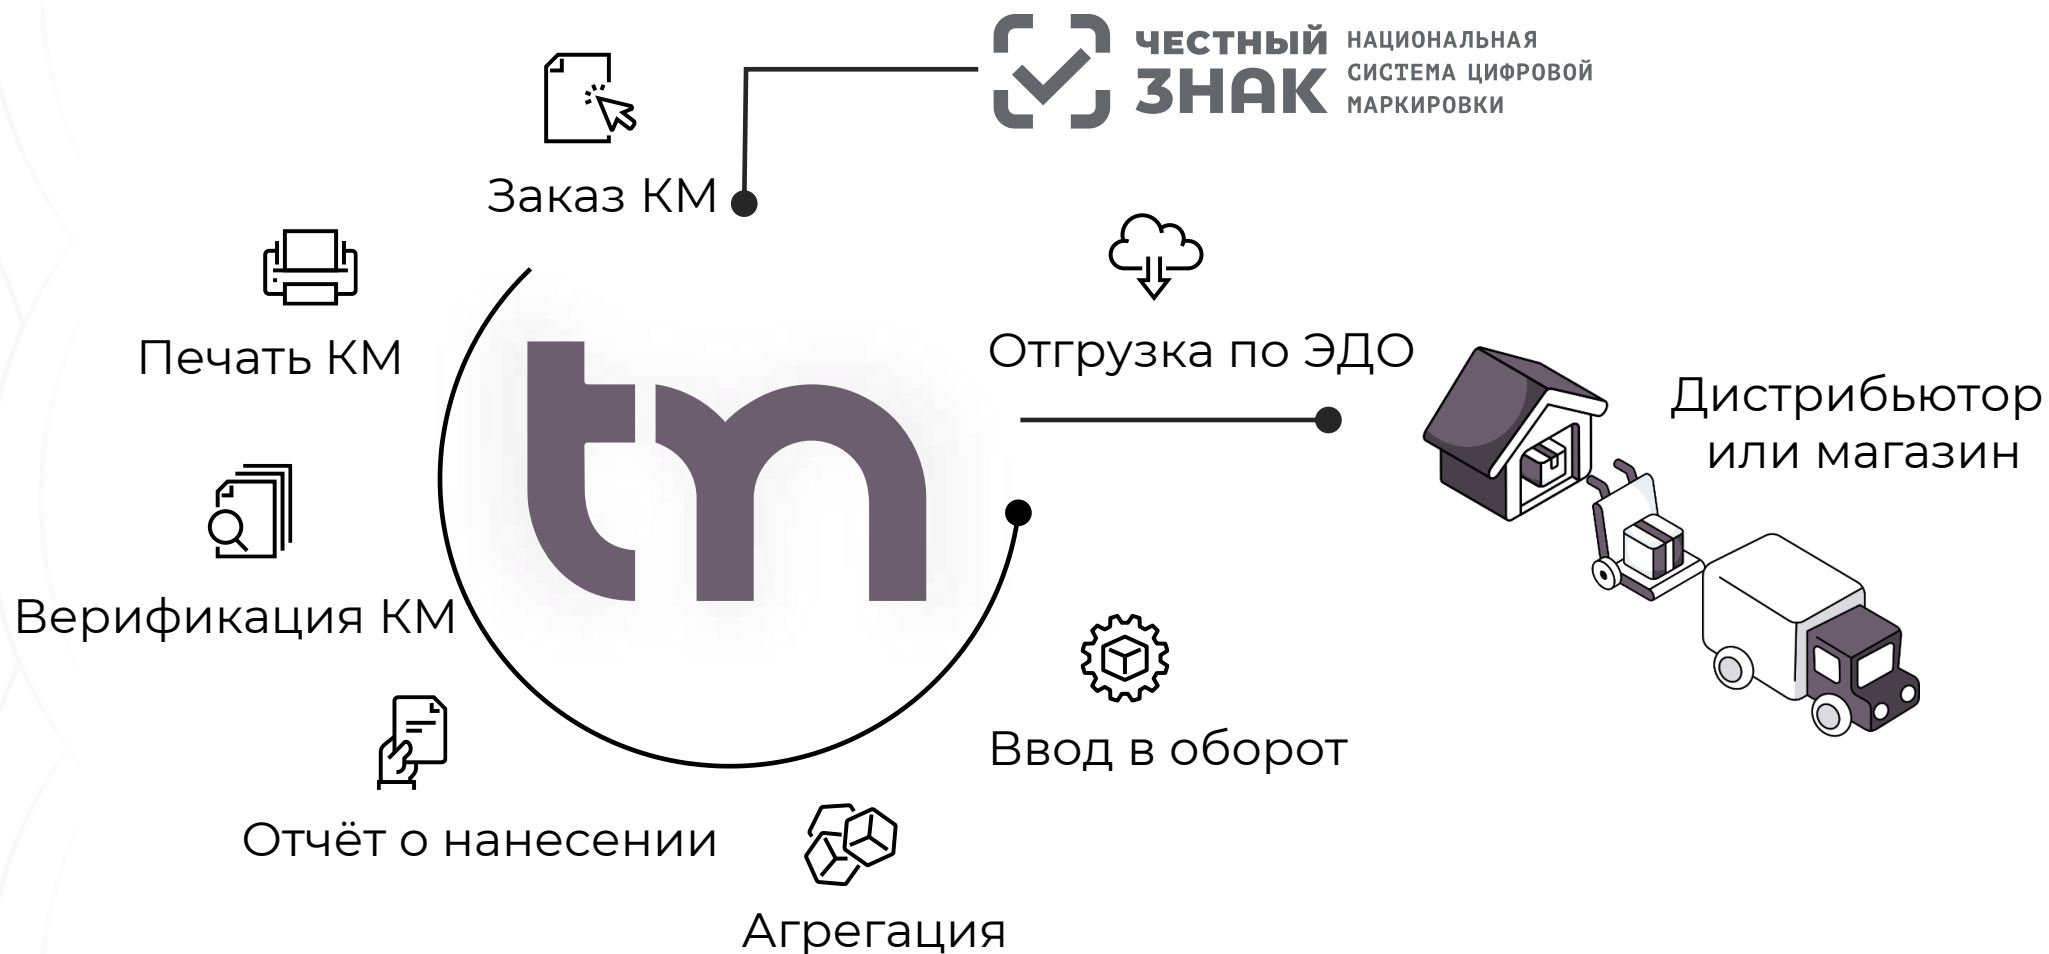 ЧЕСТНЫЙ
ЗНАК
НАЦИОНАЛЬНАЯ
СИСТЕМА ЦИФРОВОЙ
МАРКИРОВКИ
Заказ КМ
Печать КМ
Верификация КМ
Отчёт о нанесении
Агрегация
Ввод в оборот
Отгрузка по ЭДО
Дистрибьютор
или магазин
tm